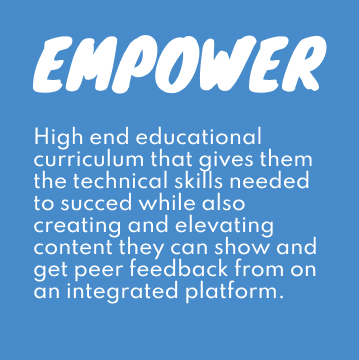 EMPOWER
High end educational
curriculum that gives them
the technical skills needed
to succed while also
creating and elevating
content they can show and
get peer feedback from on
an integrated platform.